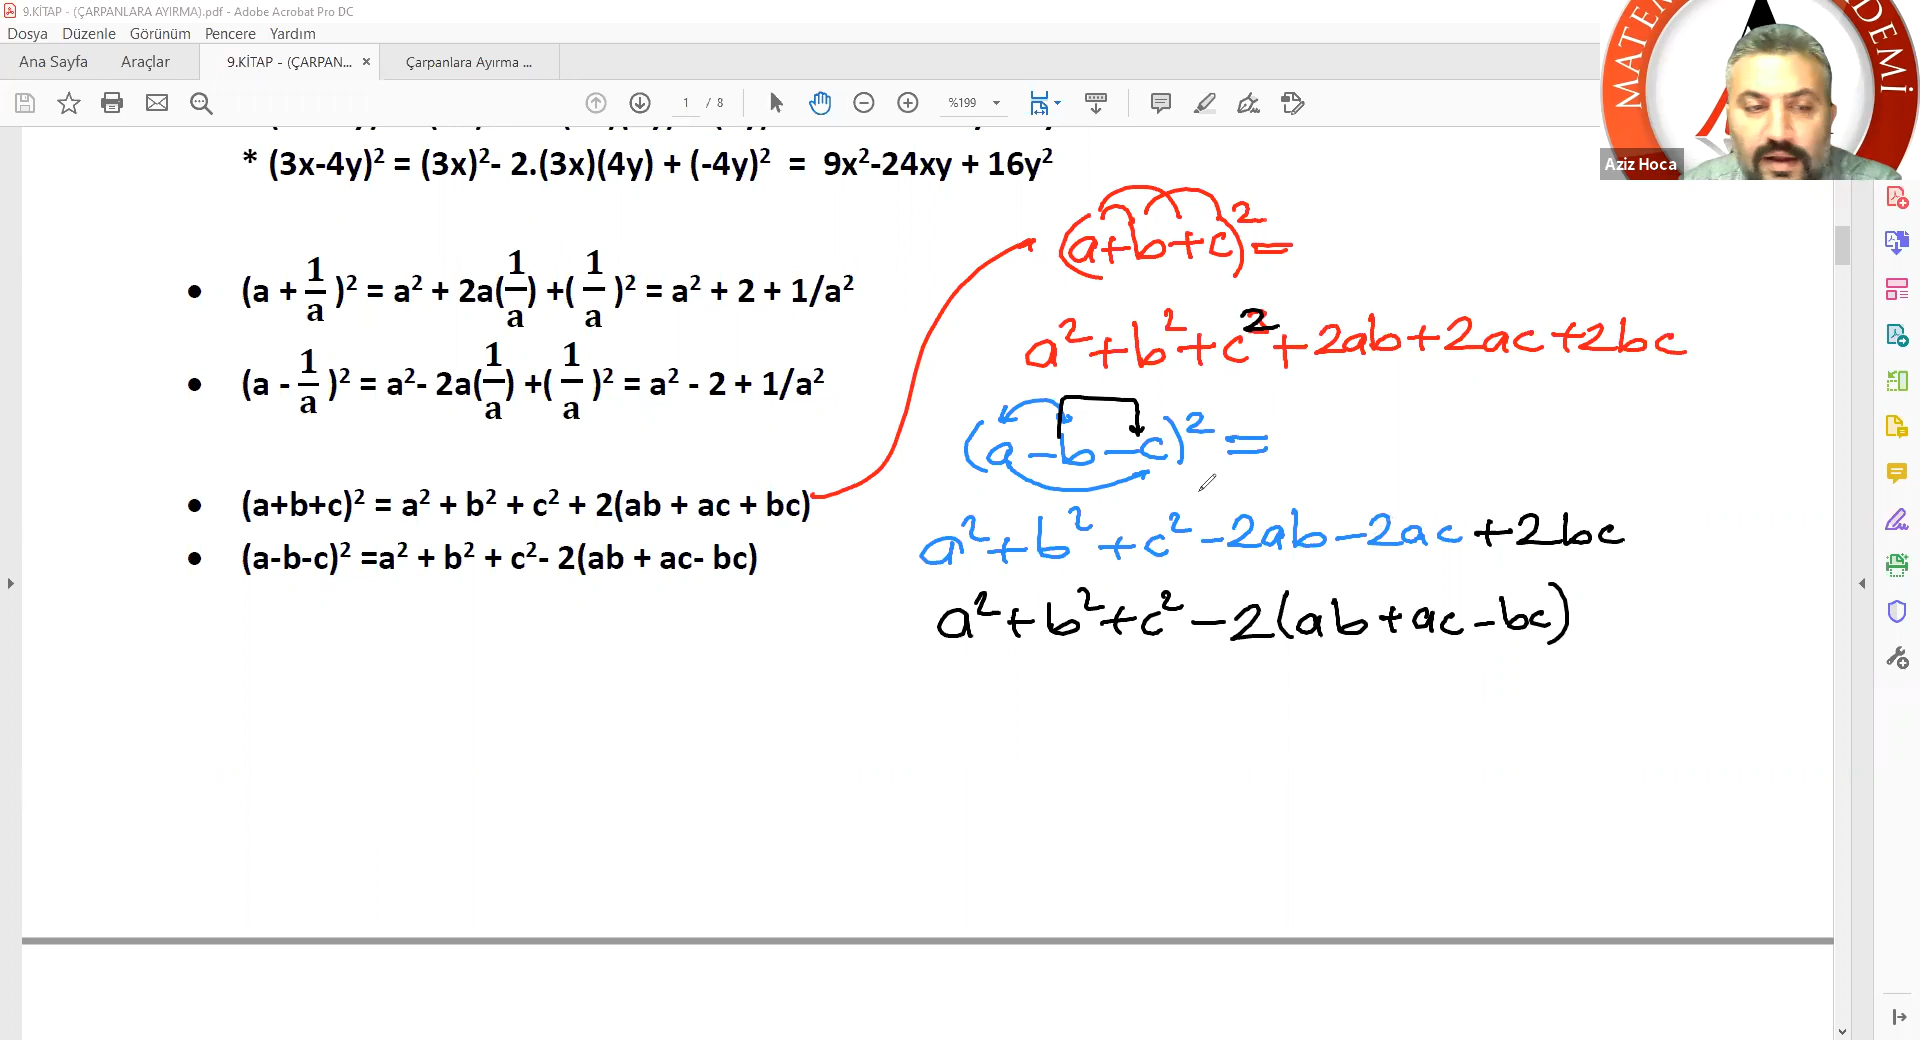 9.KİTAP - (ÇARPANLARA AYIRMA).pdf - Adobe Acrobat Pro DC
Dosya Düzenle Görünüm Pencere Yardım
Ana Sayfa Araçlar 9.KİTAP - (ÇARPAN... × Çarpanlara Ayırma ...
1 / 8 %199
MATEM DEMİ
Aziz Hoca
* (3x-4y)² = (3x)²- 2.(3x)(4y) + (-4y)² = 9x²-24xy + 16y²
(a+b+c)² =
• (a + 1/a )² = a² + 2a(1/a) +( 1/a )² = a² + 2 + 1/a²
a² + b² + c² + 2ab + 2ac + 2bc
• (a - 1/a )² = a²- 2a(1/a) +( 1/a )² = a² - 2 + 1/a²
(a - b - c)² =
• (a+b+c)² = a² + b² + c² + 2(ab + ac + bc)
a² + b² + c² - 2ab - 2ac + 2bc
• (a-b-c)² =a² + b² + c²- 2(ab + ac- bc)
a² + b² + c² - 2(ab + ac - bc)